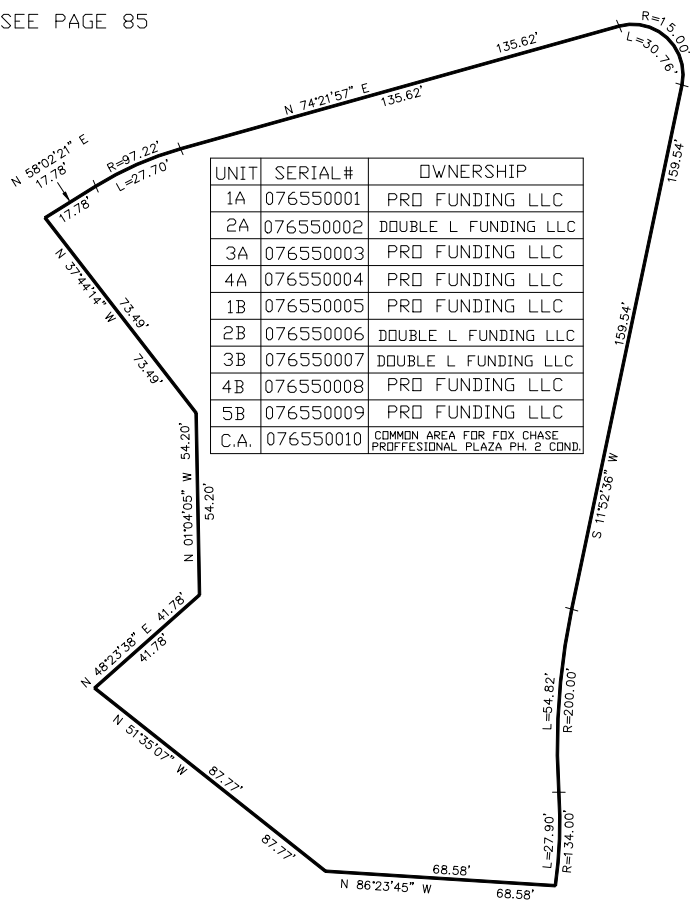 SEE PAGE 85
R=15.00'
L=30.76'
135.62'
N 74°21'57" E
135.62'
159.54'
N 58°02'21" E
17.78'
R=97.22'
L=27.70'
17.78'
UNIT SERIAL# OWNERSHIP
1A 076550001 PRO FUNDING LLC
2A 076550002 DOUBLE L FUNDING LLC
3A 076550003 PRO FUNDING LLC
4A 076550004 PRO FUNDING LLC
1B 076550005 PRO FUNDING LLC
2B 076550006 DOUBLE L FUNDING LLC
3B 076550007 DOUBLE L FUNDING LLC
4B 076550008 PRO FUNDING LLC
5B 076550009 PRO FUNDING LLC
C.A. 076550010 COMMON AREA FOR FOX CHASE
PROFFESIONAL PLAZA PH. 2 COND.
N 37°44'14" W
73.49'
73.49'
159.54'
S 11°52'36" W
N 01°04'05" W 54.20'
54.20'
N 48°23'38" E 41.78'
41.78'
N 51°35'07" W
87.77'
87.77'
L=54.82'
R=200.00'
L=27.90'
R=134.00'
68.58'
N 86°23'45" W
68.58'